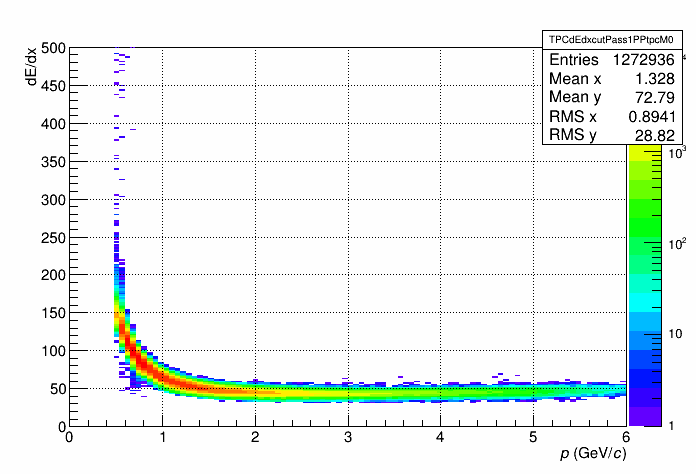 TPCdEdxcutPass1PPtpcM0
Entries 1272936
Mean x 1.328
Mean y 72.79
RMS x 0.8941
RMS y 28.82
dE/dx
500
450
400
350
300
250
200
150
100
50
0
0 1 2 3 4 5 6
p (GeV/c)
4
10³
10²
10
1